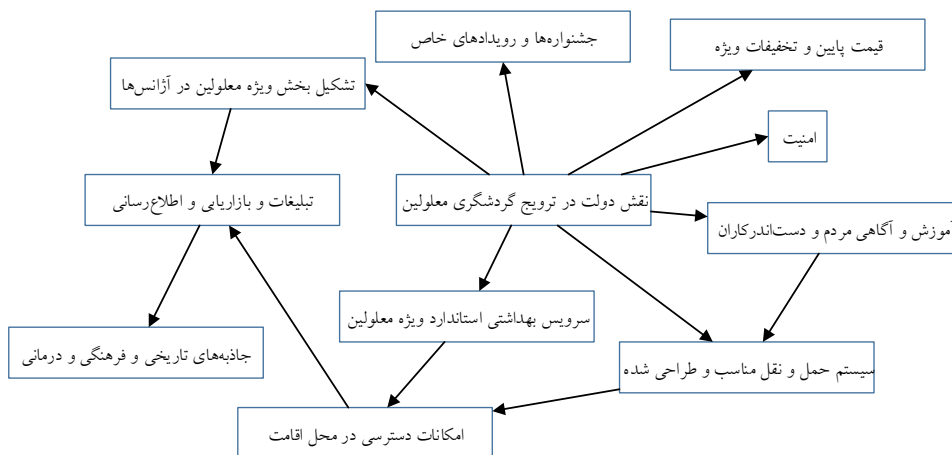 جشنواره‌ها و رویدادهای خاص
قیمت پایین و تخفیفات ویژه
تشکیل بخش ویژه معلولین در آژانس‌ها
امنیت
تبلیغات و بازاریابی و اطلاع‌رسانی
نقش دولت در ترویج گردشگری معلولین
آموزش و آگاهی مردم و دست‌اندرکاران
سرویس بهداشتی استاندارد ویژه معلولین
جاذبه‌های تاریخی و فرهنگی و درمانی
سیستم حمل و نقل مناسب و طراحی شده
امکانات دسترسی در محل اقامت